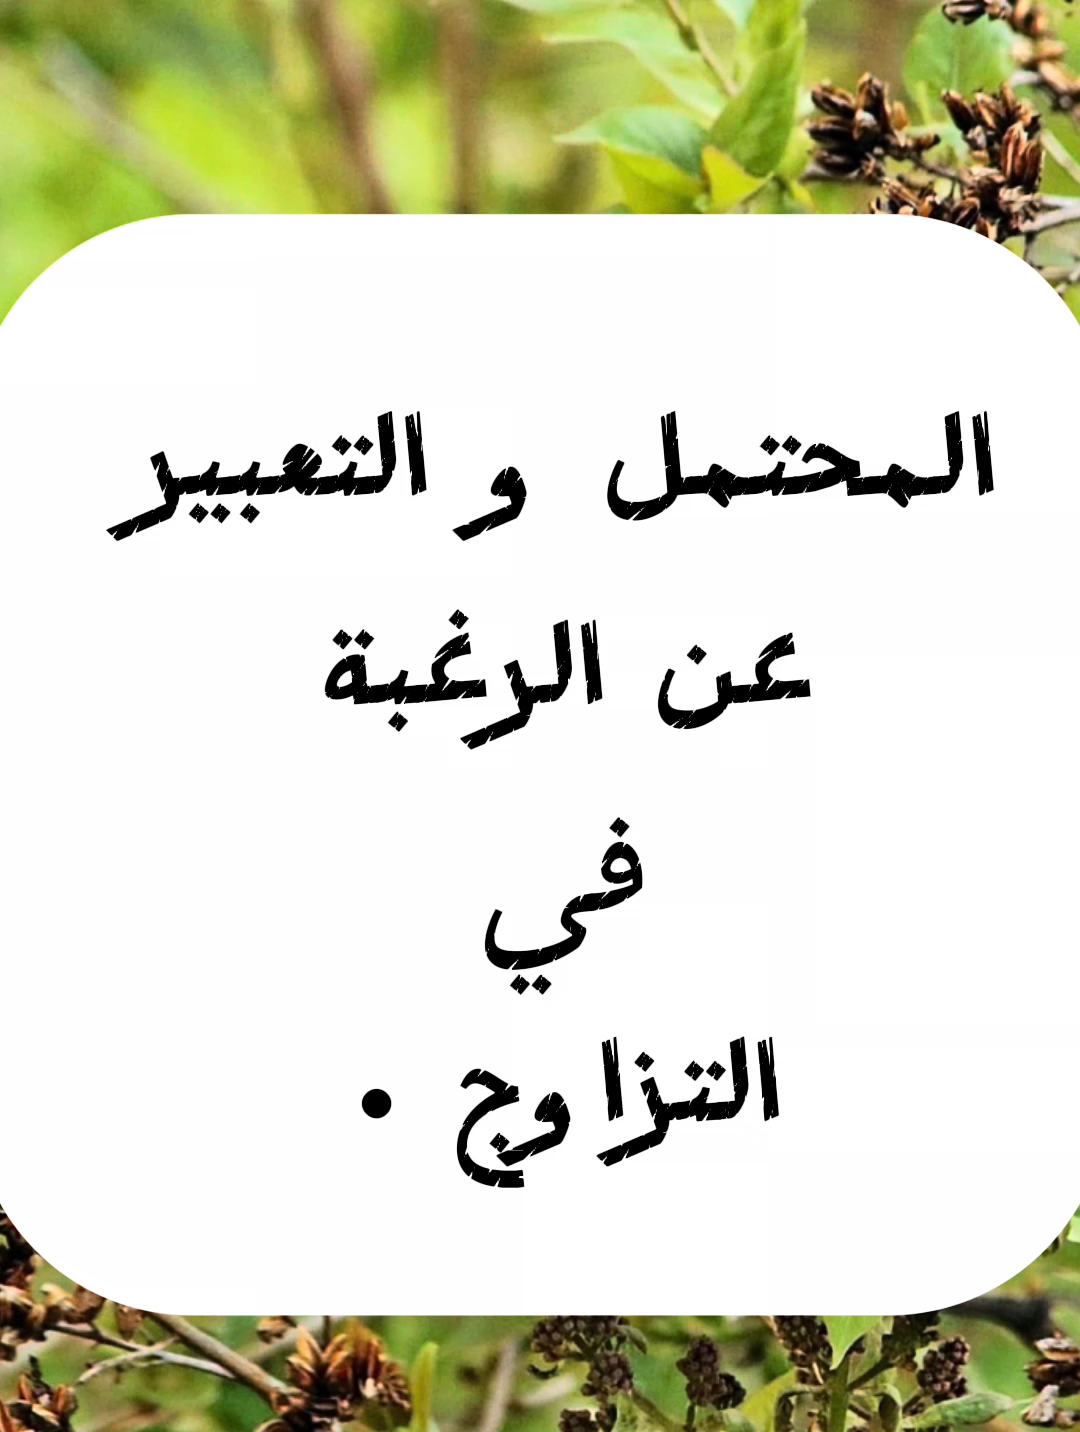 المحتمل و التعبير
عن الرغبة
في
التزاوج .